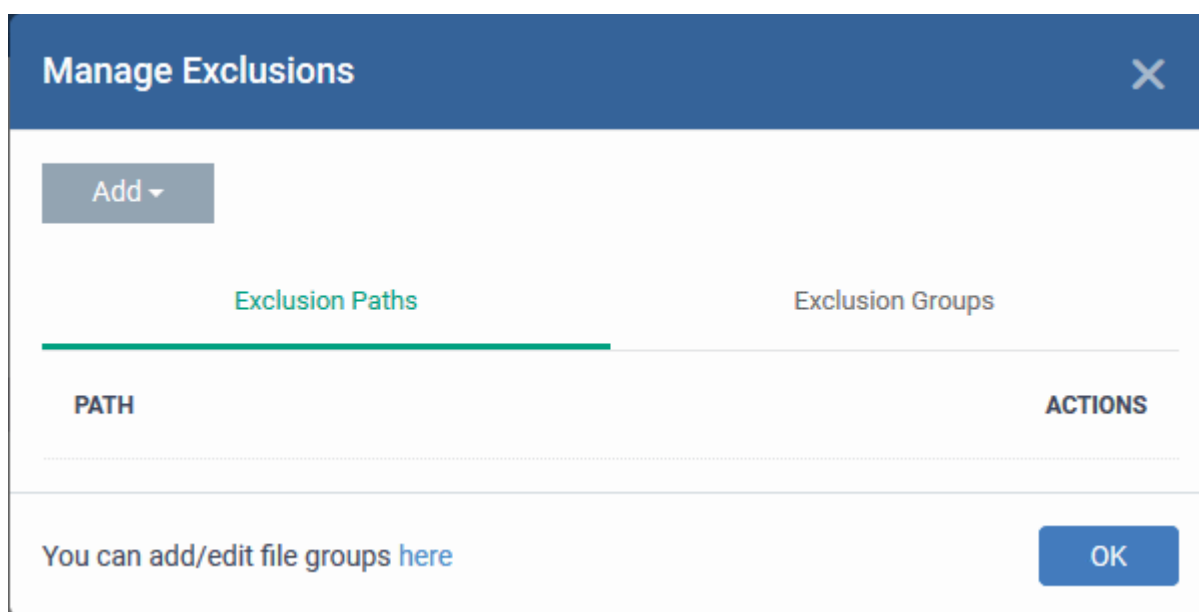 Manage Exclusions
Add
Exclusion Paths Exclusion Groups
PATH ACTIONS
You can add/edit file groups here OK